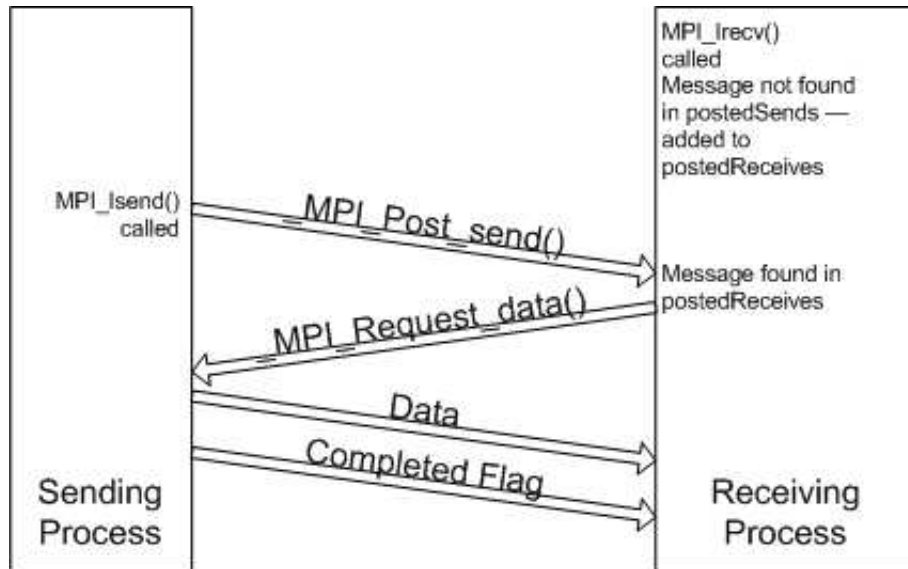 MPI_Irecv()
called
Message not found
in postedSends —
added to
postedReceives
MPI_Isend()
called
_MPI_Post_send()
Message found in
postedReceives
_MPI_Request_data()
Data
Completed Flag
Sending
Process
Receiving
Process